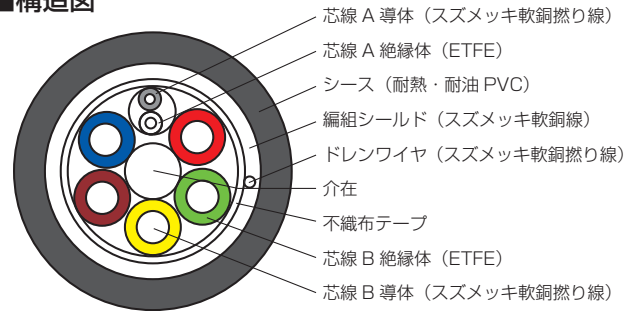 ■構造図
芯線 A 導体（スズメッキ軟銅撚り線）
芯線 A 絶縁体（ETFE）
シース（耐熱・耐油 PVC）
編組シールド（スズメッキ軟銅線）
ドレンワイヤ（スズメッキ軟銅撚り線）
介在
不織布テープ
芯線 B 絶縁体（ETFE）
芯線 B 導体（スズメッキ軟銅撚り線）